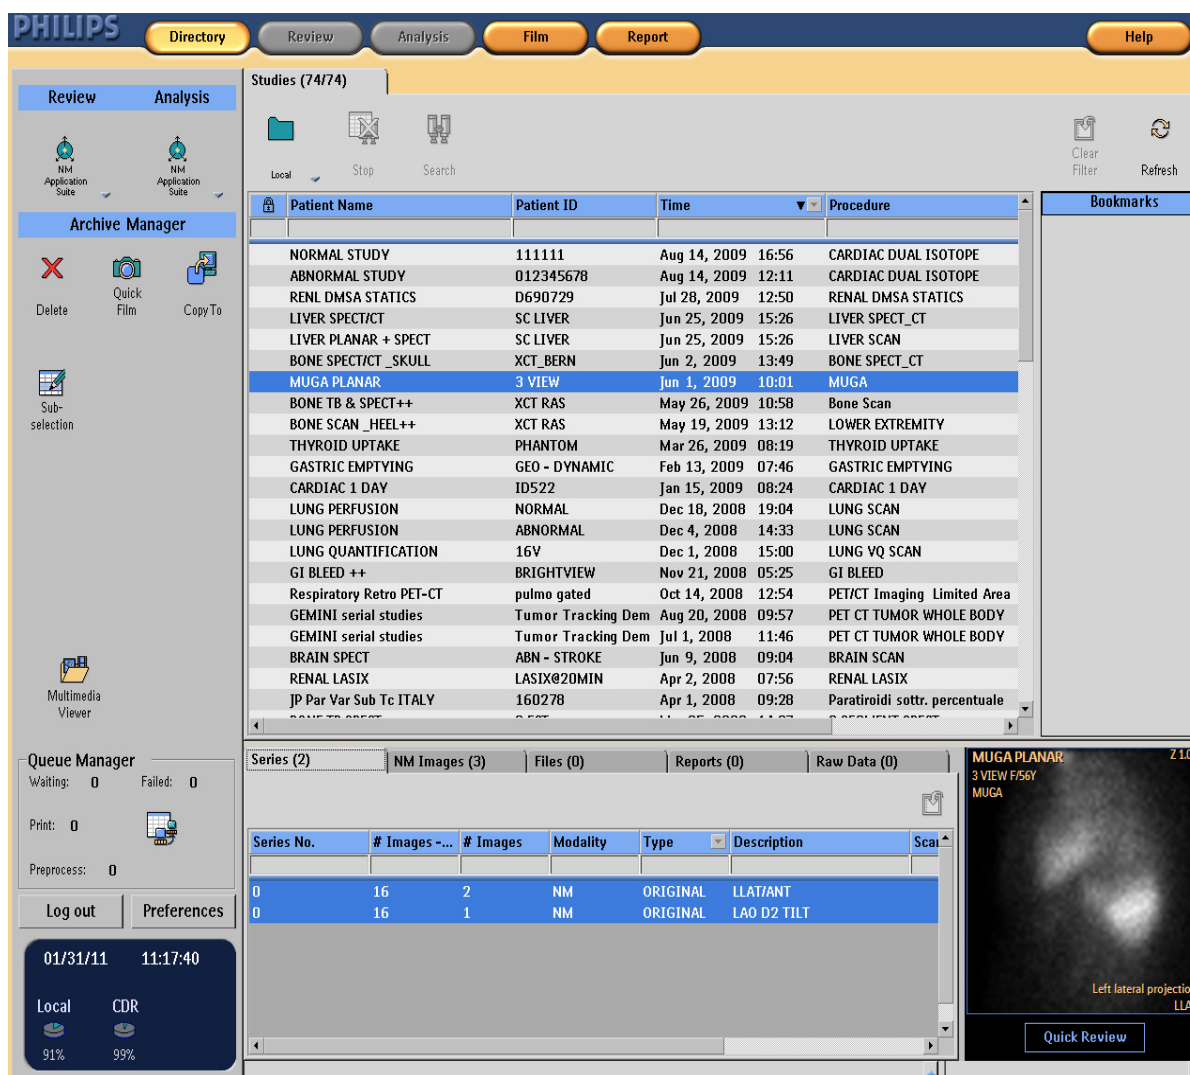 PHILIPS Directory Review Analysis Film Report Help
Studies (74/74)
Review Analysis
Local Stop Search Clear Filter Refresh
NM Application Suite NM Application Suite
Archive Manager
Delete Quick Film CopyTo
Sub-selection
Multimedia Viewer
Patient Name Patient ID Time Procedure Bookmarks
NORMAL STUDY 111111 Aug 14, 2009 16:56 CARDIAC DUAL ISOTOPE
ABNORMAL STUDY 012345678 Aug 14, 2009 12:11 CARDIAC DUAL ISOTOPE
RENL DMSA STATICS D690729 Jul 28, 2009 12:50 RENAL DMSA STATICS
LIVER SPECT/CT SC LIVER Jun 25, 2009 15:26 LIVER SPECT_CT
LIVER PLANAR + SPECT SC LIVER Jun 25, 2009 15:26 LIVER SCAN
BONE SPECT/CT _SKULL XCT_BERN Jun 2, 2009 13:49 BONE SPECT_CT
MUGA PLANAR 3 VIEW Jun 1, 2009 10:01 MUGA
BONE TB & SPECT++ XCT RAS May 26, 2009 10:58 Bone Scan
BONE SCAN _HEEL++ XCT RAS May 19, 2009 13:12 LOWER EXTREMITY
THYROID UPTAKE PHANTOM Mar 26, 2009 08:19 THYROID UPTAKE
GASTRIC EMPTYING GEO - DYNAMIC Feb 13, 2009 07:46 GASTRIC EMPTYING
CARDIAC 1 DAY ID522 Jan 15, 2009 08:24 CARDIAC 1 DAY
LUNG PERFUSION NORMAL Dec 18, 2008 19:04 LUNG SCAN
LUNG PERFUSION ABNORMAL Dec 4, 2008 14:33 LUNG SCAN
LUNG QUANTIFICATION 16V Dec 1, 2008 15:00 LUNG VQ SCAN
GI BLEED ++ BRIGHTVIEW Nov 21, 2008 05:25 GI BLEED
Respiratory Retro PET-CT pulmo gated Oct 14, 2008 12:54 PET/CT Imaging Limited Area
GEMINI serial studies Tumor Tracking Dem Aug 20, 2008 09:57 PET CT TUMOR WHOLE BODY
GEMINI serial studies Tumor Tracking Dem Jul 1, 2008 11:46 PET CT TUMOR WHOLE BODY
BRAIN SPECT ABN - STROKE Jun 9, 2008 09:04 BRAIN SCAN
RENAL LASIX LASIX@20MIN Apr 2, 2008 07:56 RENAL LASIX
JP Par Var Sub Tc ITALY 160278 Apr 1, 2008 09:28 Paratiroidi sottr. percentuale
Queue Manager
Waiting: 0 Failed: 0
Print: 0
Preprocess: 0
Log out Preferences
01/31/11 11:17:40
Local CDR
91% 99%
Series (2) NM Images (3) Files (0) Reports (0) Raw Data (0)
Series No. # Images -... # Images Modality Type Description
0 16 2 NM ORIGINAL LLAT/ANT
0 16 1 NM ORIGINAL LAO D2 TILT
MUGA PLANAR Z 1.0
3 VIEW F/56Y
MUGA
Left lateral projectio
LLA
Quick Review